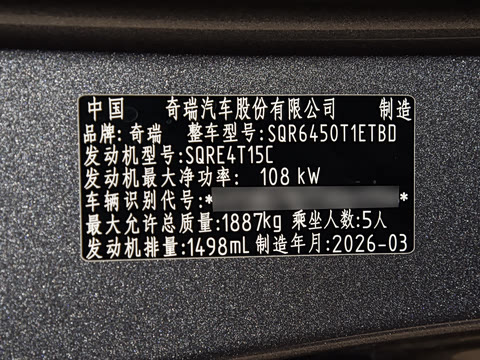 中国 奇瑞汽车股份有限公司 制造
品牌: 奇瑞 整车型号:SQR6450T1ETBD
发动机型号:SQRE4T15C
发动机最大净功率: 108 kW
车辆识别代号:* *
最大允许总质量:1887kg 乘坐人数:5人
发动机排量:1498mL 制造年月:2026-03